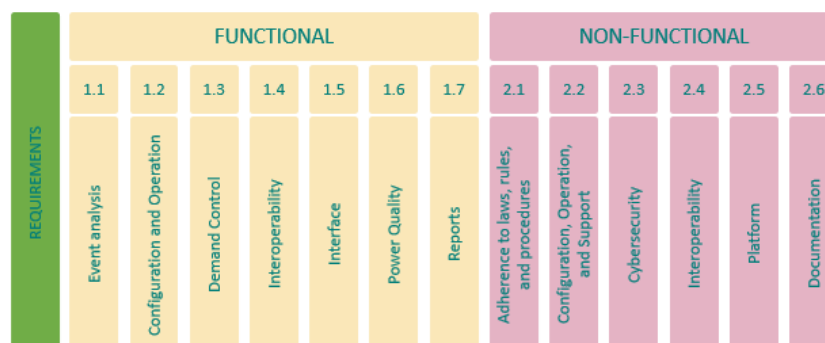 REQUIREMENTS
FUNCTIONAL
NON-FUNCTIONAL
1.1
1.2
1.3
1.4
1.5
1.6
1.7
2.1
2.2
2.3
2.4
2.5
2.6
Event analysis
Configuration and Operation
Demand Control
Interoperability
Interface
Power Quality
Reports
Adherence to laws, rules,
and procedures
Configuration, Operation,
and Support
Cybersecurity
Interoperability
Platform
Documentation